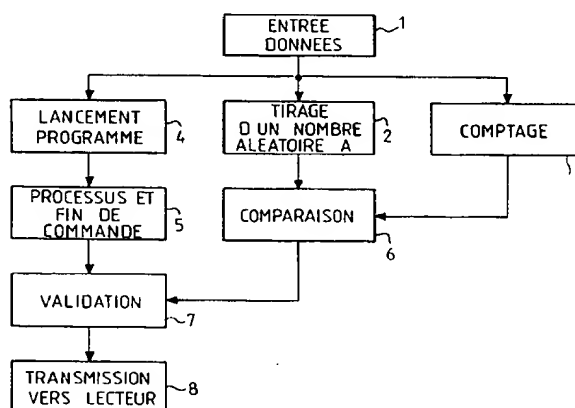 ENTREE
DONNEES
1
LANCEMENT
PROGRAMME
4
TIRAGE
D UN NOMBRE
ALEATOIRE A
2
COMPTAGE
PROCESSUS ET
FIN DE
COMMANDE
5
COMPARAISON
6
VALIDATION
7
TRANSMISSION
VERS LECTEUR
8